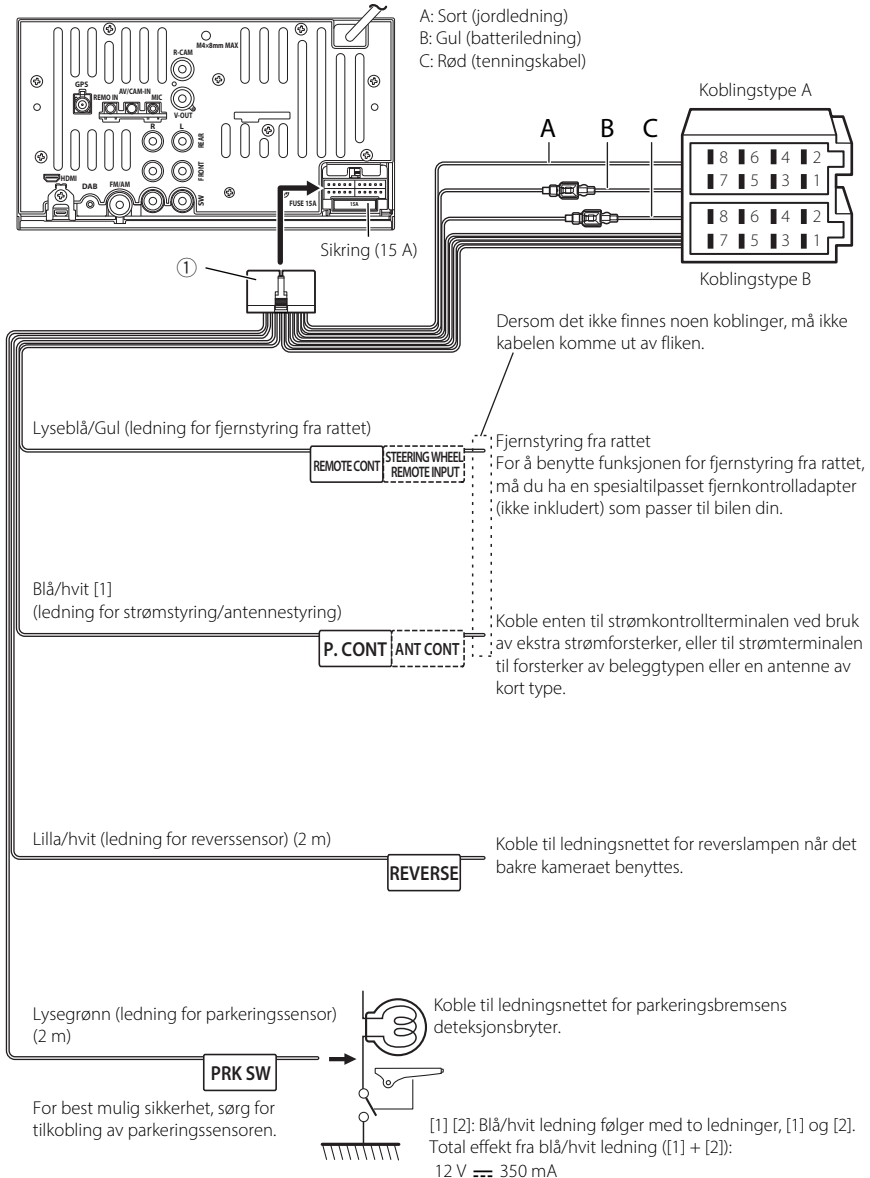 A: Sort (jordledning)
B: Gul (batteriledning)
C: Rød (tenningskabel)
M4×8mm MAX
R-CAM
GPS
AV/CAM-IN
REMO IN
MIC
V-OUT
R
L
REAR
FRONT
SW
HDMI
DAB
FM/AM
FUSE 15A
15A
Sikring (15 A)
Koblingstype A
A
B
C
8 6 4 2
7 5 3 1
8 6 4 2
7 5 3 1
Koblingstype B
①
Dersom det ikke finnes noen koblinger, må ikke
kabelen komme ut av fliken.
Lyseblå/Gul (ledning for fjernstyring fra rattet)
REMOTE CONT
STEERING WHEEL
REMOTE INPUT
Fjernstyring fra rattet
For å benytte funksjonen for fjernstyring fra rattet,
må du ha en spesialtilpasset fjernkontrolladapter
(ikke inkludert) som passer til bilen din.
Blå/hvit [1]
(ledning for strømstyring/antennestyring)
P. CONT
ANT CONT
Koble enten til strømkontrollterminalen ved bruk
av ekstra strømforsterker, eller til strømterminalen
til forsterker av beleggtypen eller en antenne av
kort type.
Lilla/hvit (ledning for reverssensor) (2 m)
REVERSE
Koble til ledningsnettet for reverslampen når det
bakre kameraet benyttes.
Lysegrønn (ledning for parkeringssensor)
(2 m)
PRK SW
Koble til ledningsnettet for parkeringsbremsens
deteksjonsbryter.
For best mulig sikkerhet, sørg for
tilkobling av parkeringssensoren.
[1] [2]: Blå/hvit ledning følger med to ledninger, [1] og [2].
Total effekt fra blå/hvit ledning ([1] + [2]):
12 V ⎓ 350 mA